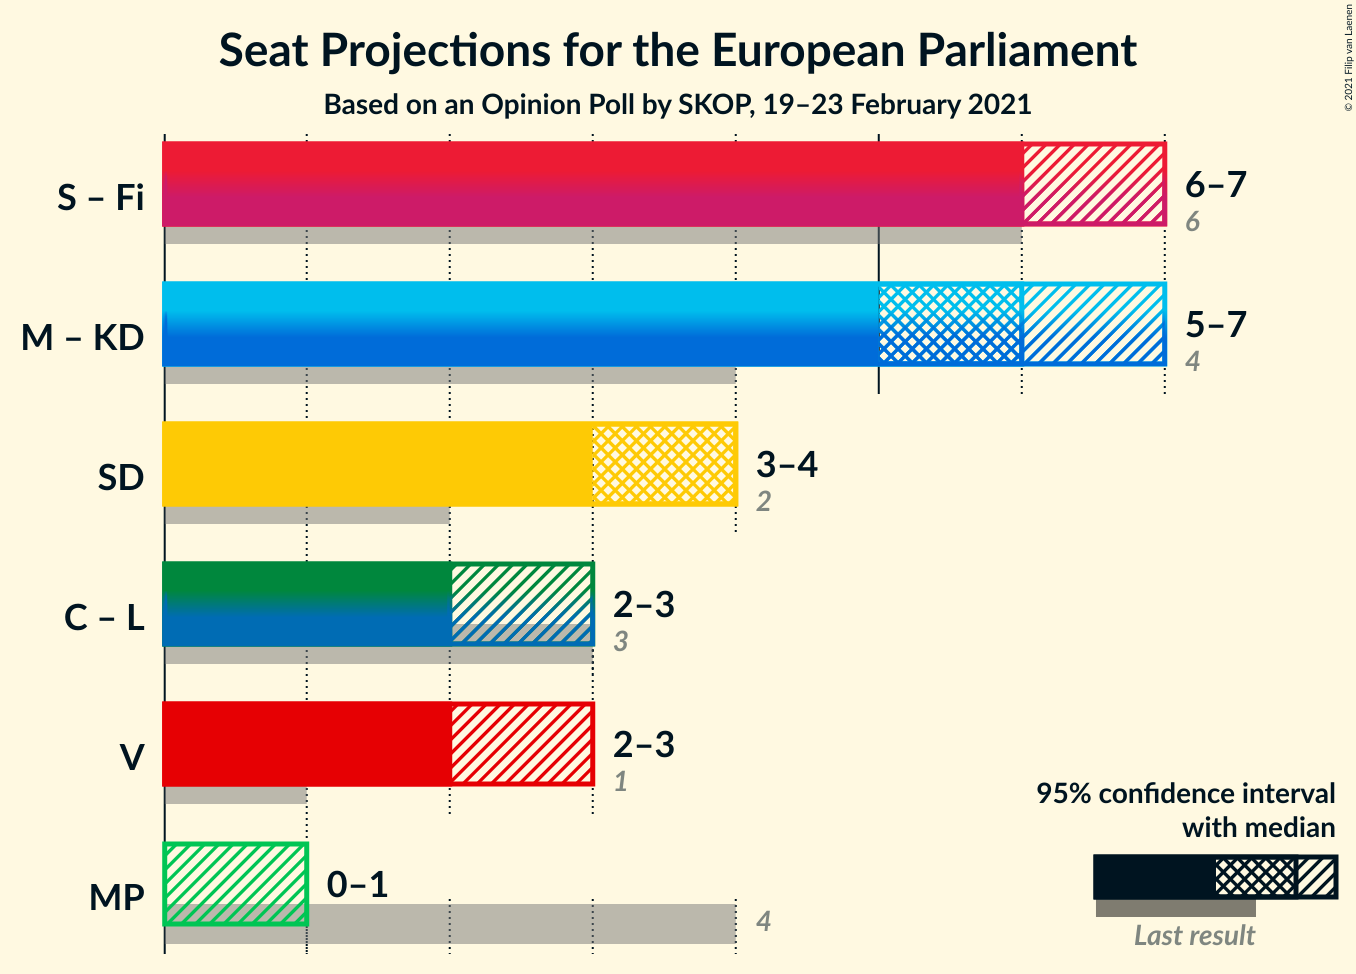 Seat Projections for the European Parliament
Based on an Opinion Poll by SKOP, 19–23 February 2021
© 2021 Filip van Laenen
S – Fi
6–7
6
M – KD
5–7
4
SD
3–4
2
C – L
2–3
3
V
2–3
1
MP
0–1
4
95% confidence interval
with median
Last result